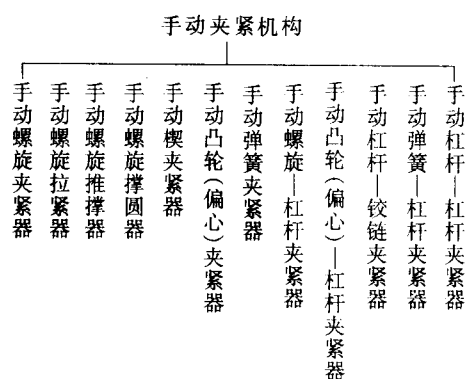 手动夹紧机构
手动螺旋夹紧器
手动螺旋拉紧器
手动螺旋推撑器
手动螺旋撑圆器
手动楔夹紧器
手动凸轮(偏心)夹紧器
手动弹簧夹紧器
手动螺旋—杠杆夹紧器
手动凸轮(偏心)—杠杆夹紧器
手动杠杆—铰链夹紧器
手动弹簧—杠杆夹紧器
手动杠杆—杠杆夹紧器